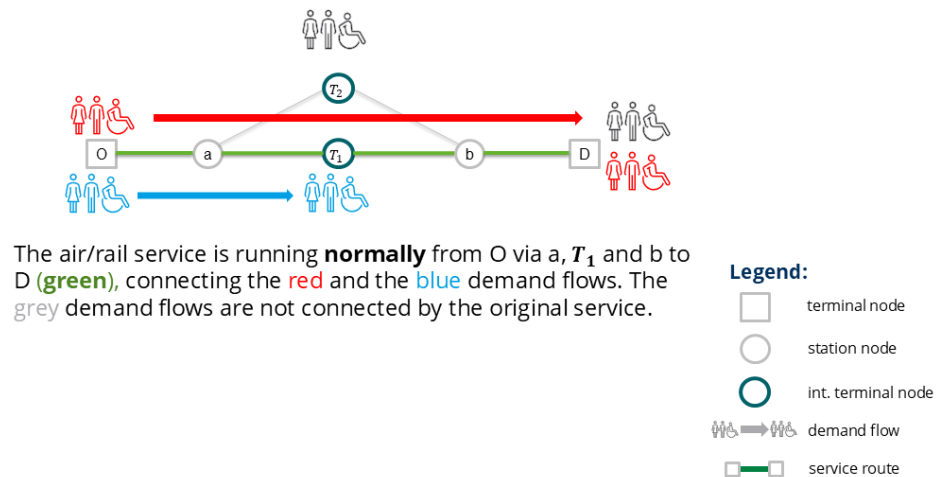 T₂
O
a
T₁
b
D
The air/rail service is running normally from O via a, T₁ and b to
D (green), connecting the red and the blue demand flows. The
grey demand flows are not connected by the original service.
Legend:
terminal node
station node
int. terminal node
demand flow
service route